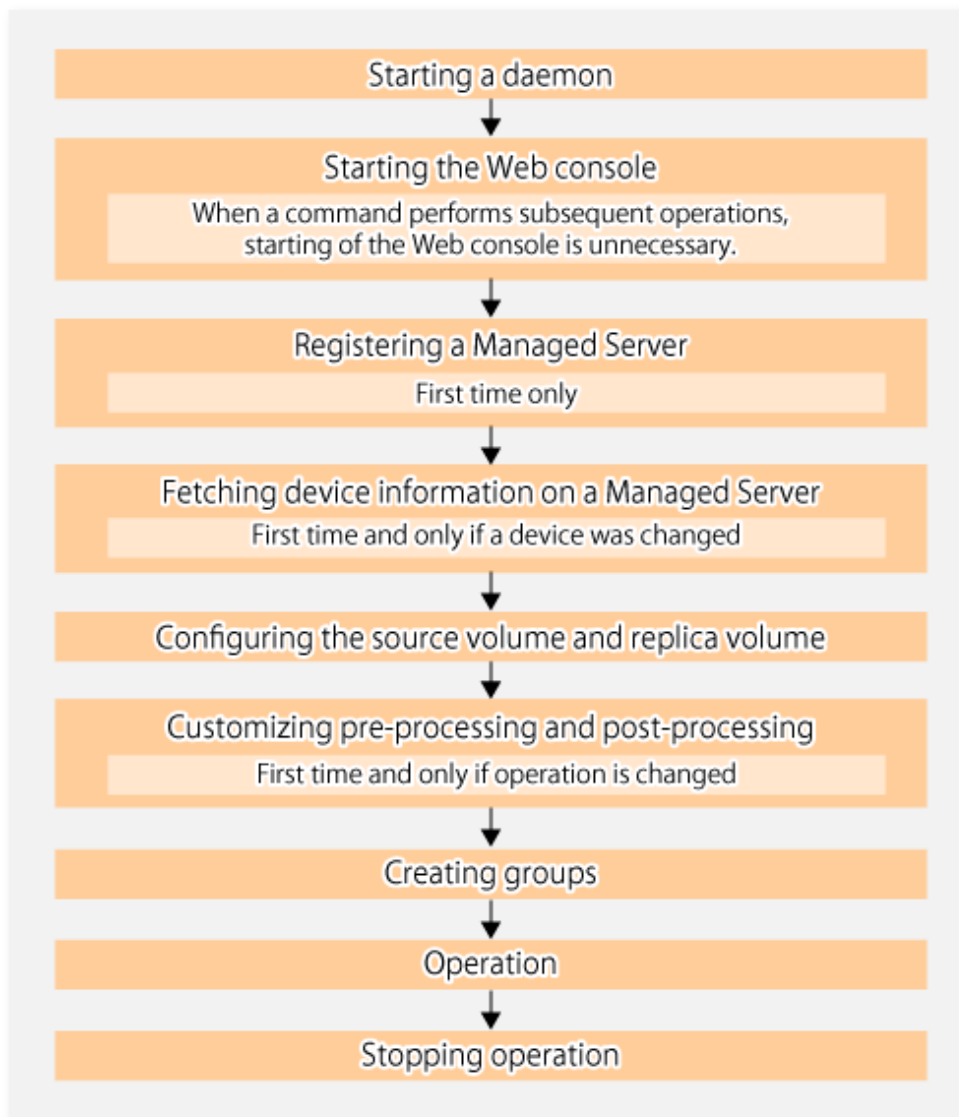 Starting a daemon
Starting the Web console
When a command performs subsequent operations,
starting of the Web console is unnecessary.
Registering a Managed Server
First time only
Fetching device information on a Managed Server
First time and only if a device was changed
Configuring the source volume and replica volume
Customizing pre-processing and post-processing
First time and only if operation is changed
Creating groups
Operation
Stopping operation